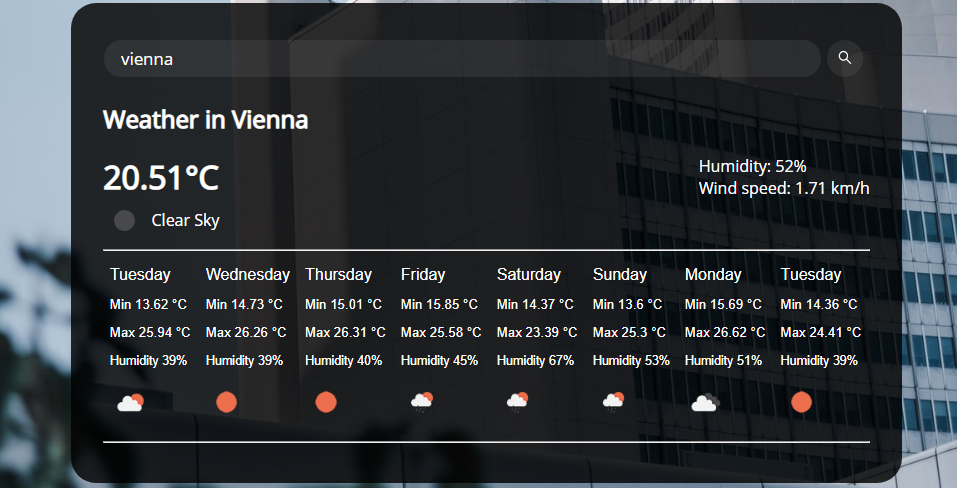 vienna
Weather in Vienna
20.51°C
Humidity: 52%
Wind speed: 1.71 km/h
Clear Sky
Tuesday Wednesday Thursday Friday Saturday Sunday Monday Tuesday
Min 13.62 °C Min 14.73 °C Min 15.01 °C Min 15.85 °C Min 14.37 °C Min 13.6 °C Min 15.69 °C Min 14.36 °C
Max 25.94 °C Max 26.26 °C Max 26.31 °C Max 25.58 °C Max 23.39 °C Max 25.3 °C Max 26.62 °C Max 24.41 °C
Humidity 39% Humidity 39% Humidity 40% Humidity 45% Humidity 67% Humidity 53% Humidity 51% Humidity 39%